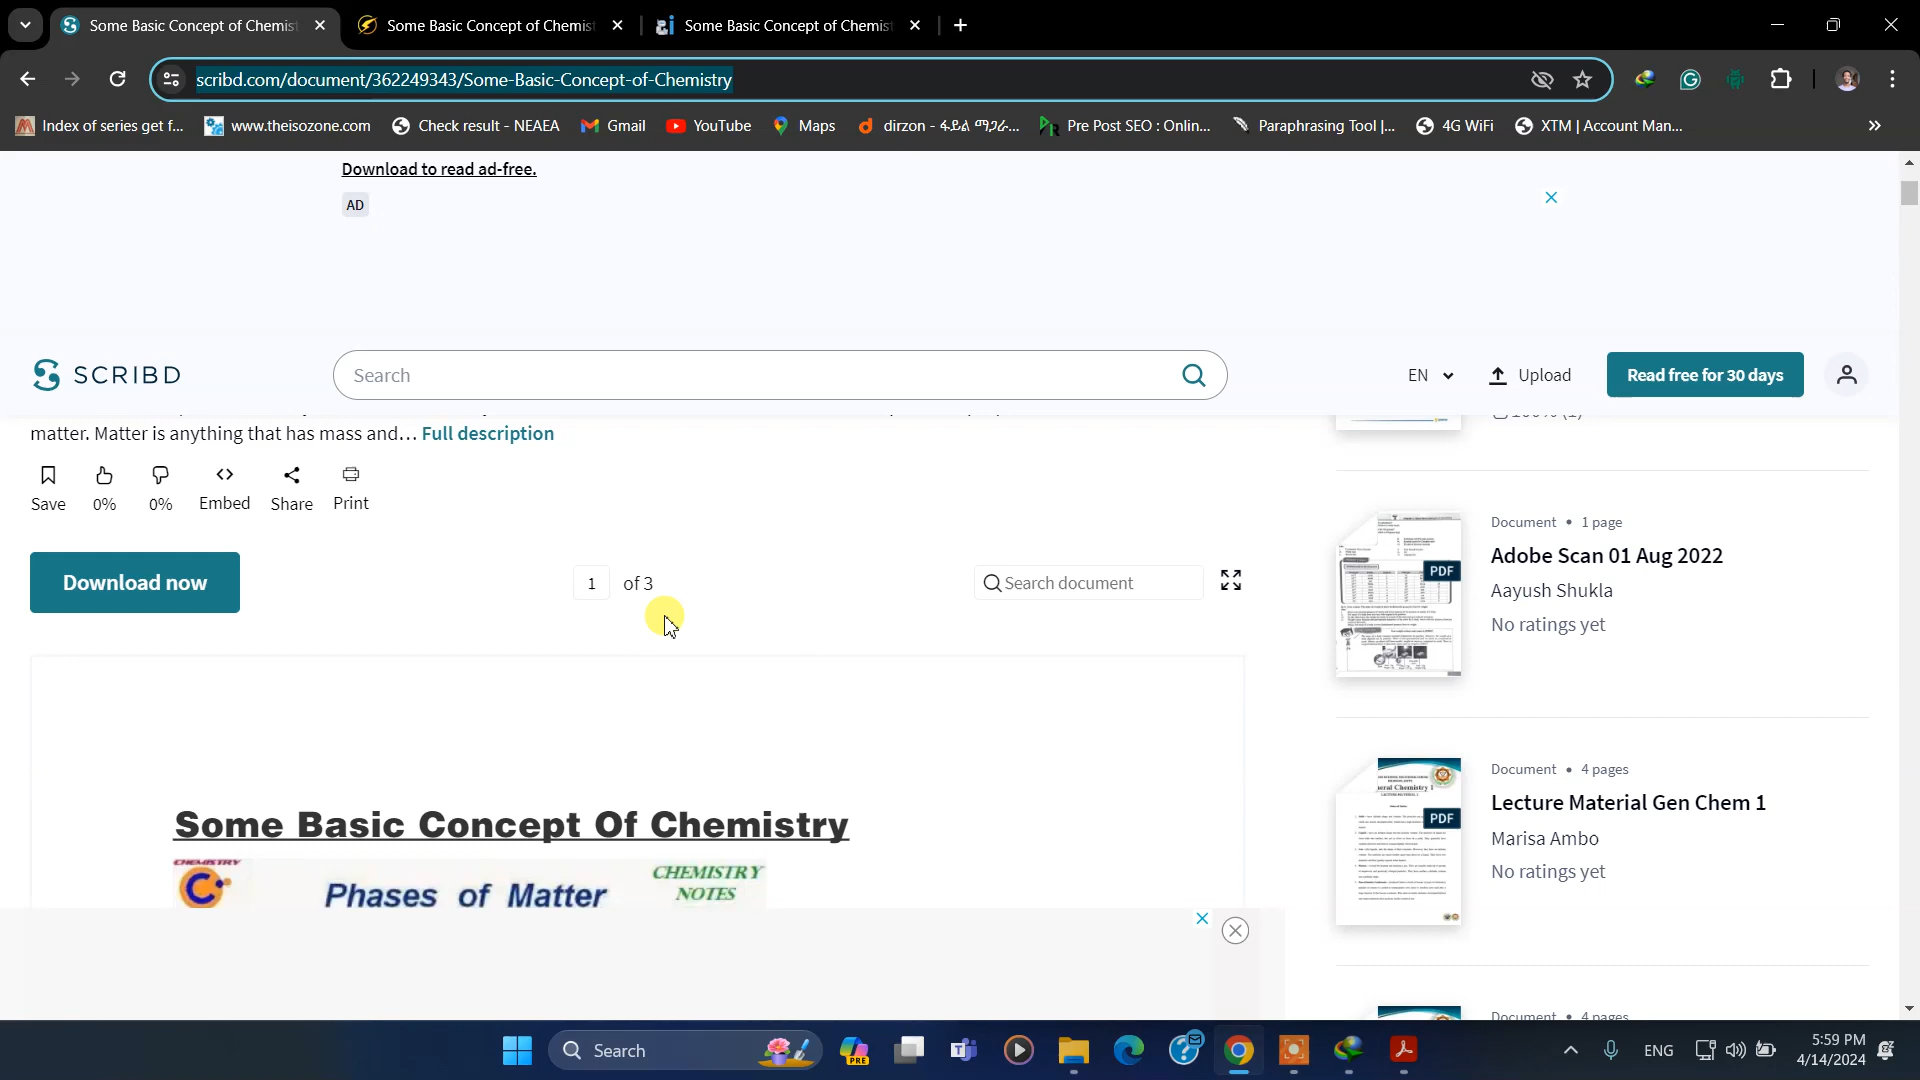 Some Basic Concept of Chemist
Some Basic Concept of Chemist
ai Some Basic Concept of Chemist
scribd.com/document/362249343/Some-Basic-Concept-of-Chemistry
Index of series get f... www.theisozone.com Check result - NEAEA Gmail YouTube Maps dirzon - ፋይል ማጋራ... Pre Post SEO : Onlin... Paraphrasing Tool |... 4G WiFi XTM | Account Man...
Download to read ad-free.
AD
SCRIBD
Search
EN
Upload
Read free for 30 days
matter. Matter is anything that has mass and... Full description
Save 0% 0% Embed Share Print
Download now
1 of 3
Search document
Some Basic Concept Of Chemistry
CHEMISTRY
Phases of Matter
CHEMISTRY
NOTES
Document • 1 page
Adobe Scan 01 Aug 2022
Aayush Shukla
No ratings yet
PDF
Document • 4 pages
Lecture Material Gen Chem 1
Marisa Ambo
No ratings yet
PDF
Document • 4 pages
Search
PRE
ENG
5:59 PM
4/14/2024